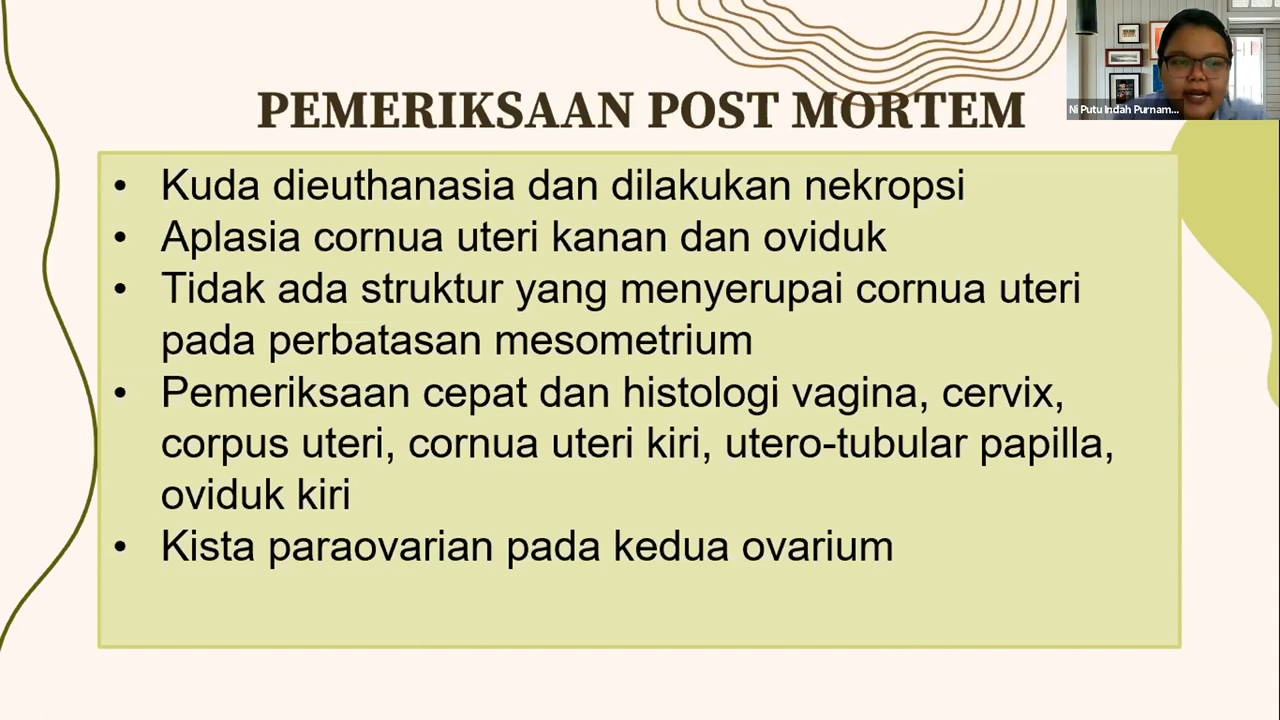 PEMERIKSAAN POST MORTEM
Ni Putu Indah Purnam...
• Kuda dieuthanasia dan dilakukan nekropsi
• Aplasia cornua uteri kanan dan oviduk
• Tidak ada struktur yang menyerupai cornua uteri
pada perbatasan mesometrium
• Pemeriksaan cepat dan histologi vagina, cervix,
corpus uteri, cornua uteri kiri, utero-tubular papilla,
oviduk kiri
• Kista paraovarian pada kedua ovarium